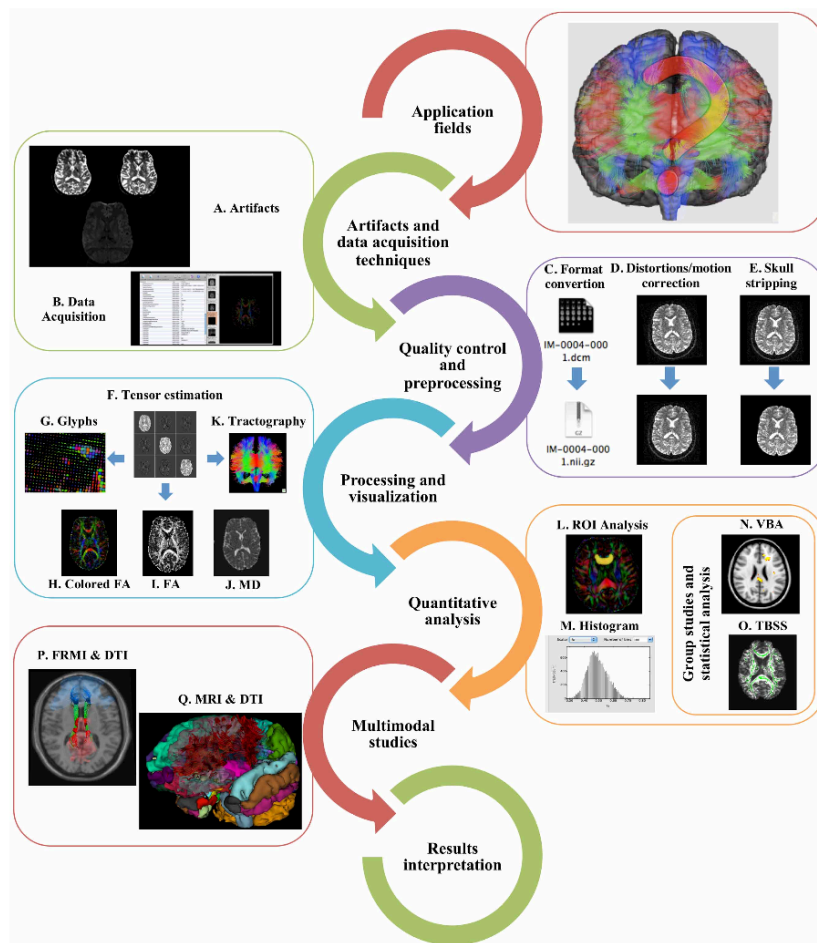 Application
fields
A. Artifacts
B. Data
Acquisition
Artifacts and
data acquisition
techniques
C. Format
convertion
D. Distortions/motion
correction
E. Skull
stripping
IM-0004-000
1.dcm
GZ
IM-0004-000
1.nii.gz
Quality control
and
preprocessing
F. Tensor estimation
G. Glyphs
K. Tractography
H. Colored FA
I. FA
J. MD
Processing and
visualization
L. ROI Analysis
M. Histogram
Group studies and
statistical analysis
N. VBA
O. TBSS
Quantitative
analysis
P. FRMI & DTI
Q. MRI & DTI
Multimodal
studies
Results
interpretation